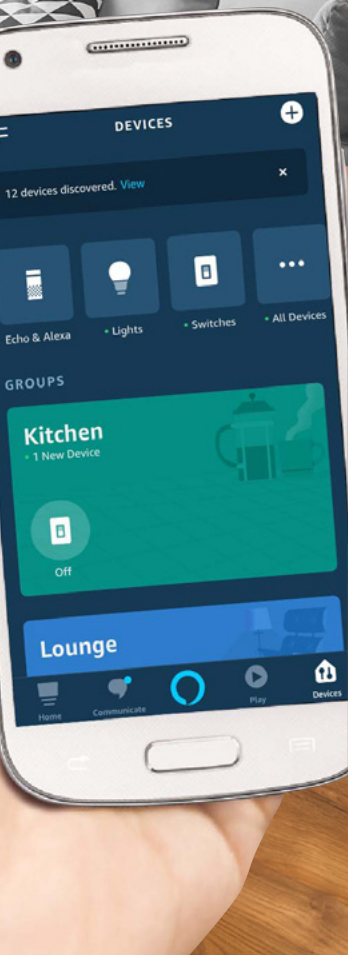 DEVICES
12 devices discovered. View
Echo & Alexa
Lights
Switches
All Devices
GROUPS
Kitchen
1 New Device
Off
Lounge
Home
Communicate
Play
Devices